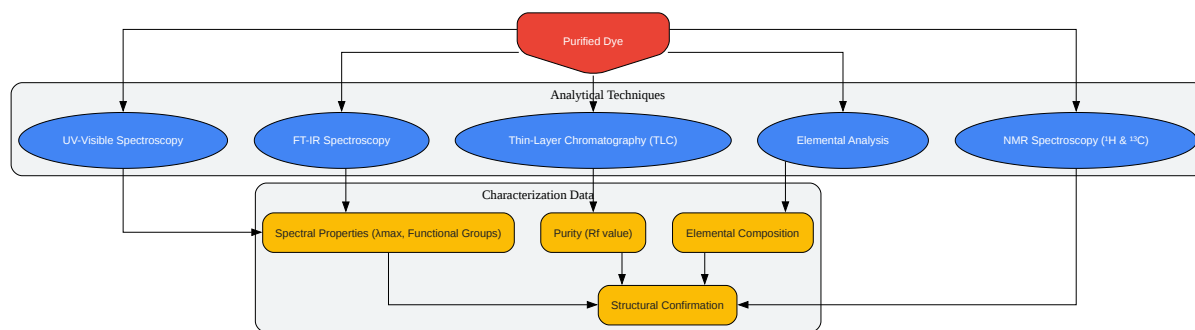 Purified Dye
Analytical Techniques
UV-Visible Spectroscopy
FT-IR Spectroscopy
Thin-Layer Chromatography (TLC)
Elemental Analysis
NMR Spectroscopy (¹H & ¹³C)
Characterization Data
Spectral Properties (λmax, Functional Groups)
Purity (Rf value)
Elemental Composition
Structural Confirmation